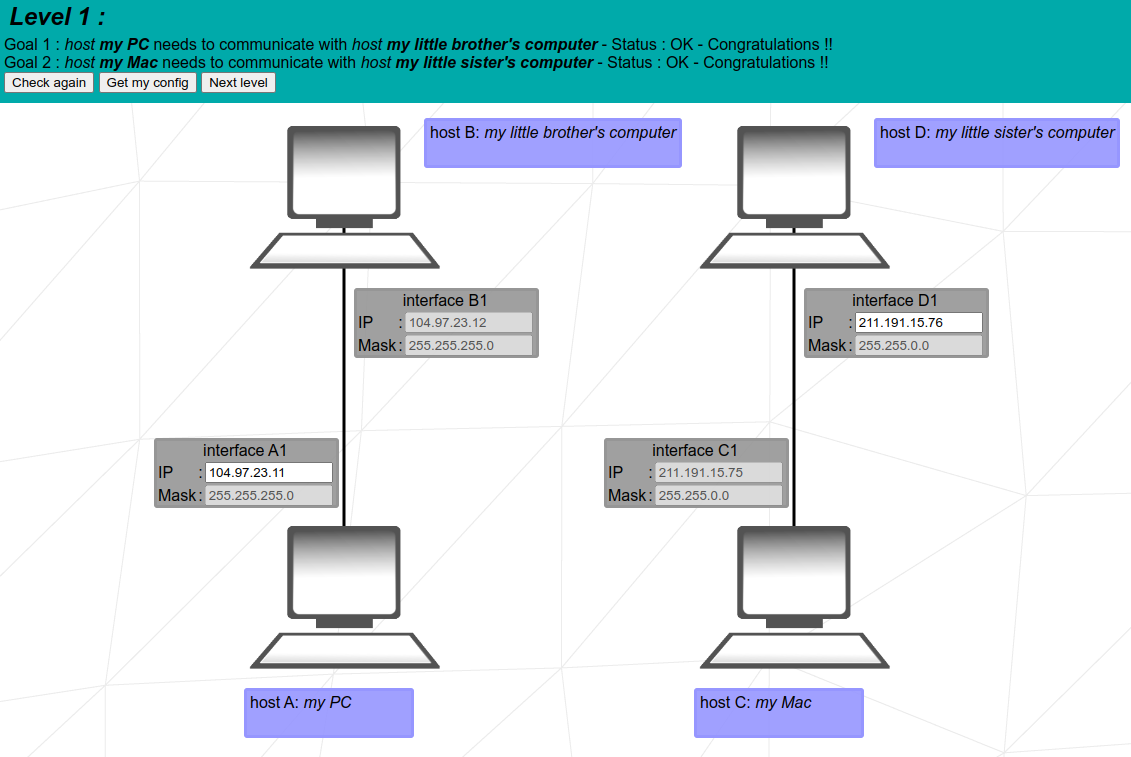 Level 1 :
Goal 1 : host my PC needs to communicate with host my little brother's computer - Status : OK - Congratulations !!
Goal 2 : host my Mac needs to communicate with host my little sister's computer - Status : OK - Congratulations !!
Check again Get my config Next level
host B: my little brother's computer
host D: my little sister's computer
interface B1
IP : 104.97.23.12
Mask : 255.255.255.0
interface D1
IP : 211.191.15.76
Mask : 255.255.0.0
interface A1
IP : 104.97.23.11
Mask : 255.255.255.0
interface C1
IP : 211.191.15.75
Mask : 255.255.0.0
host A: my PC
host C: my Mac